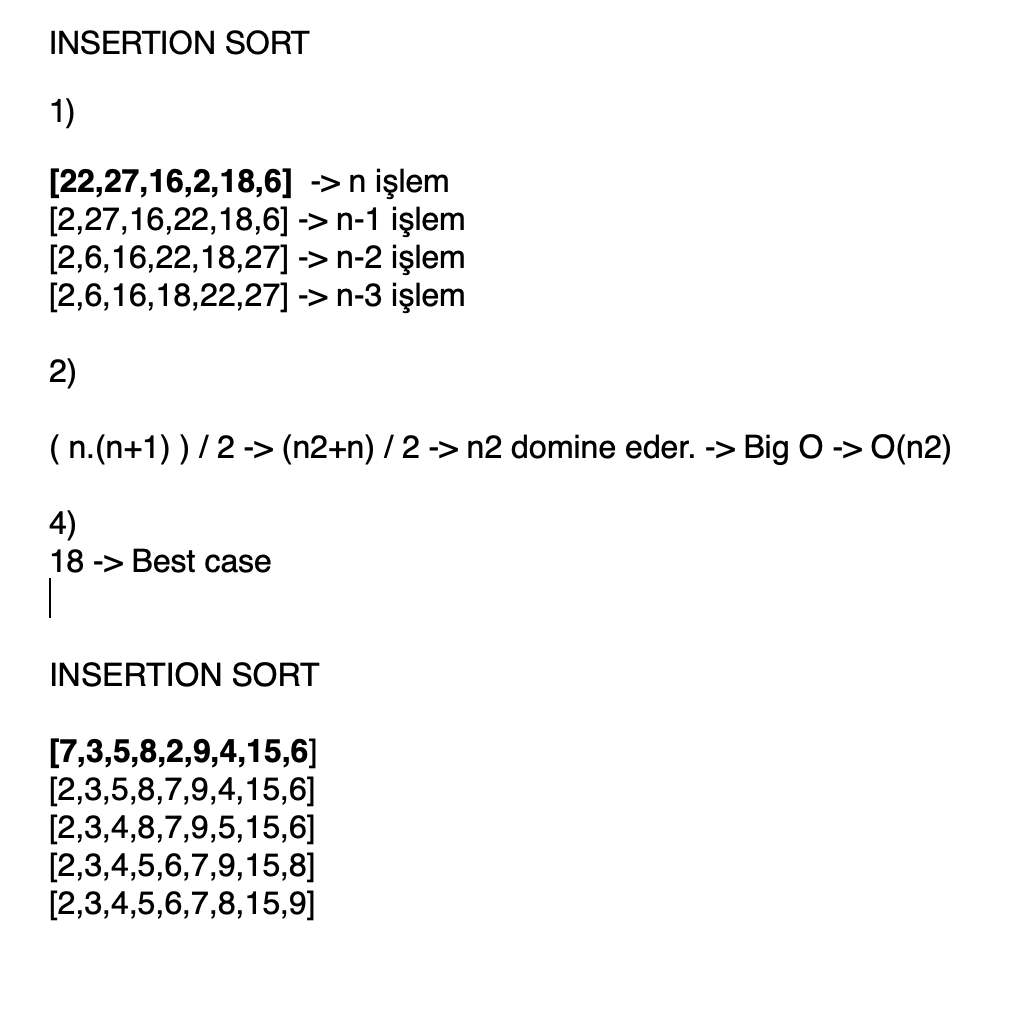 INSERTION SORT
1)
[22,27,16,2,18,6]  -> n işlem
[2,27,16,22,18,6] -> n-1 işlem
[2,6,16,22,18,27] -> n-2 işlem
[2,6,16,18,22,27] -> n-3 işlem
2)
( n.(n+1) ) / 2 -> (n2+n) / 2 -> n2 domine eder. -> Big O -> O(n2)
4)
18 -> Best case
INSERTION SORT
[7,3,5,8,2,9,4,15,6]
[2,3,5,8,7,9,4,15,6]
[2,3,4,8,7,9,5,15,6]
[2,3,4,5,6,7,9,15,8]
[2,3,4,5,6,7,8,15,9]